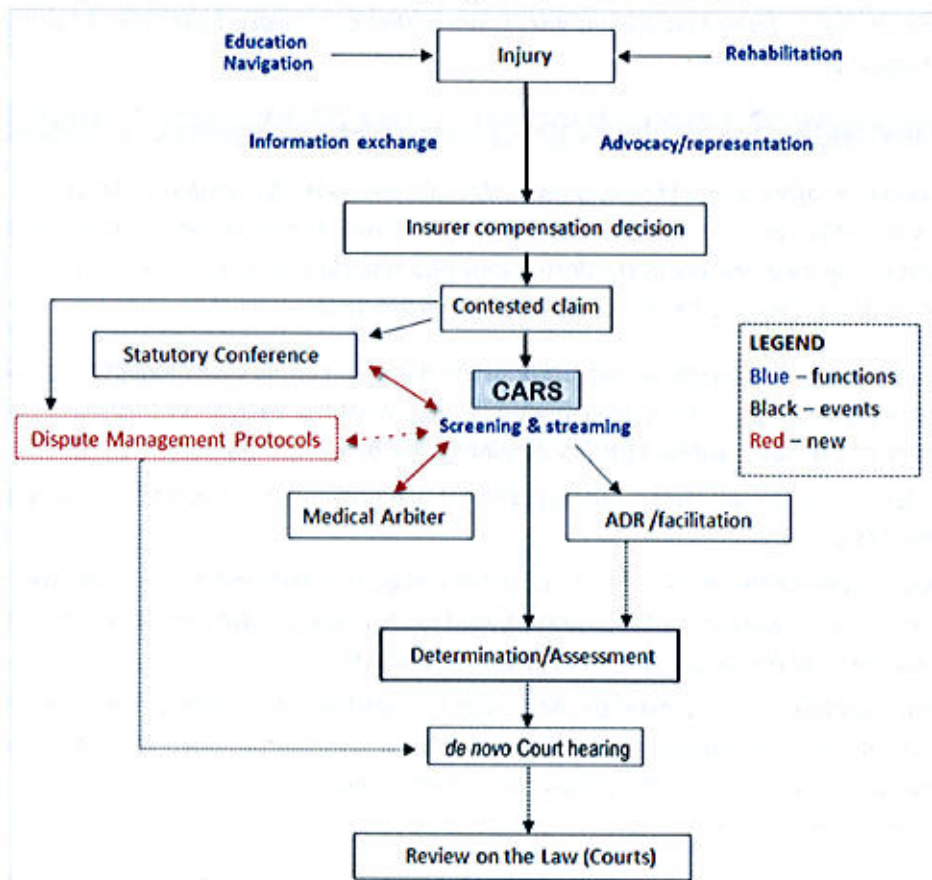 Education
Navigation
Injury
Rehabilitation
Information exchange
Advocacy/representation
Insurer compensation decision
Contested claim
Statutory Conference
CARS
Screening & streaming
Dispute Management Protocols
Medical Arbiter
ADR/facilitation
LEGEND
Blue – functions
Black – events
Red – new
Determination/Assessment
de novo Court hearing
Review on the Law (Courts)